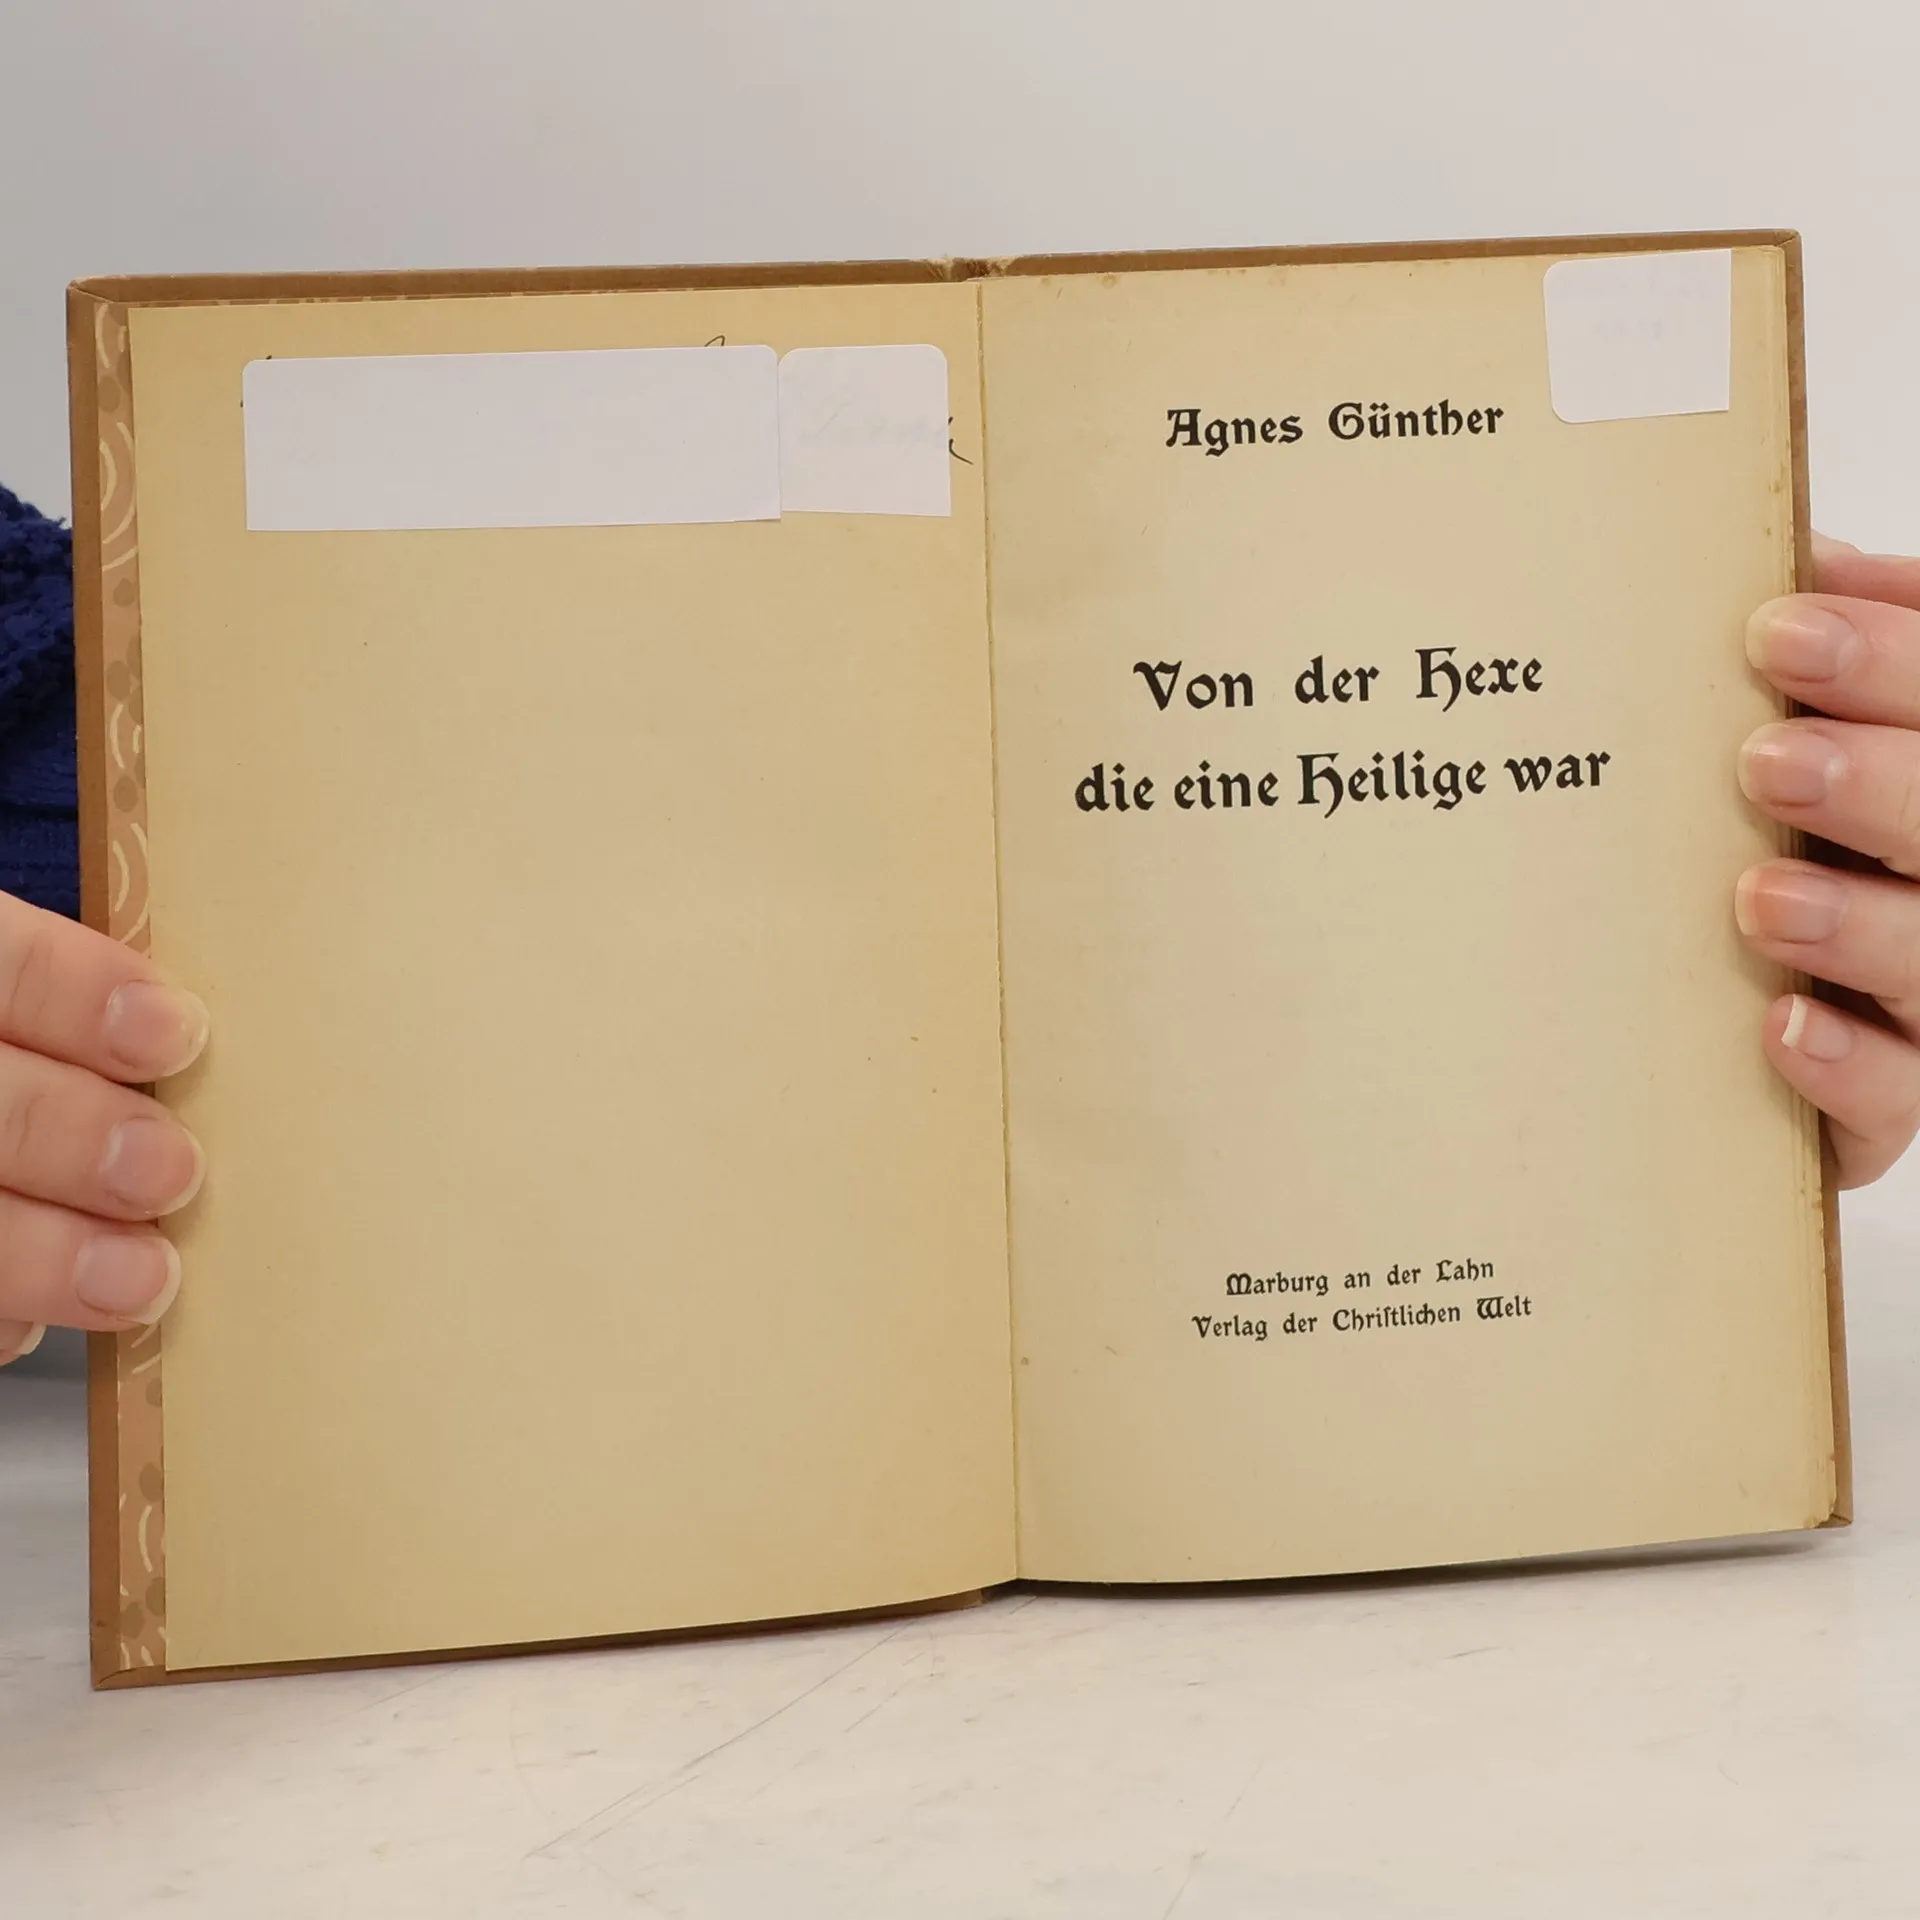 Agnes Günther
Von der Hexe
die eine Heilige war
Marburg an der Lahn
Verlag der Chriſtlichen Welt